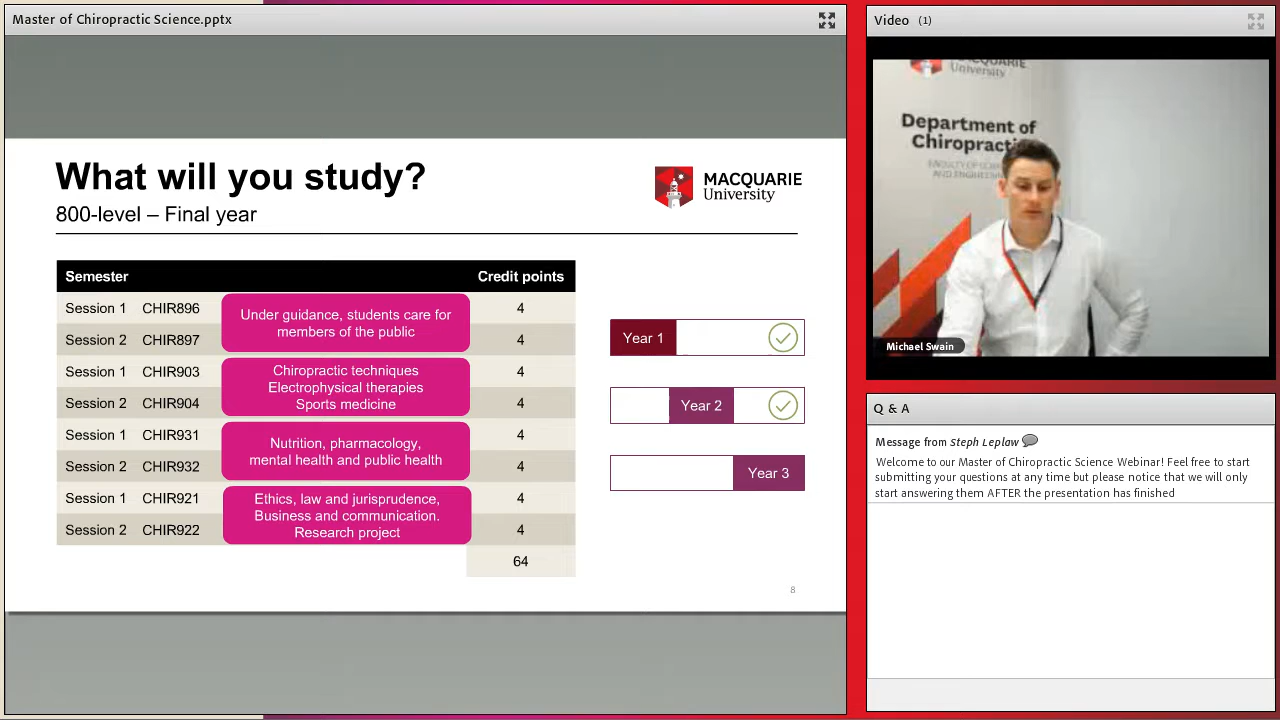 Master of Chiropractic Science.pptx
What will you study?
800-level – Final year
MACQUARIE
University
Semester Credit points
Session 1 CHIR896 4
Session 2 CHIR897 4
Under guidance, students care for
members of the public
Session 1 CHIR903 4
Session 2 CHIR904 4
Chiropractic techniques
Electrophysical therapies
Sports medicine
Session 1 CHIR931 4
Session 2 CHIR932 4
Nutrition, pharmacology,
mental health and public health
Session 1 CHIR921 4
Session 2 CHIR922 4
Ethics, law and jurisprudence,
Business and communication.
Research project
64
Year 1
Year 2
Year 3
8
Video (1)
MACQUARIE
University
Department of
Chiropracti
Michael Swain
Q & A
Message from Steph Leplaw
Welcome to our Master of Chiropractic Science Webinar! Feel free to start
submitting your questions at any time but please notice that we will only
start answering them AFTER the presentation has finished